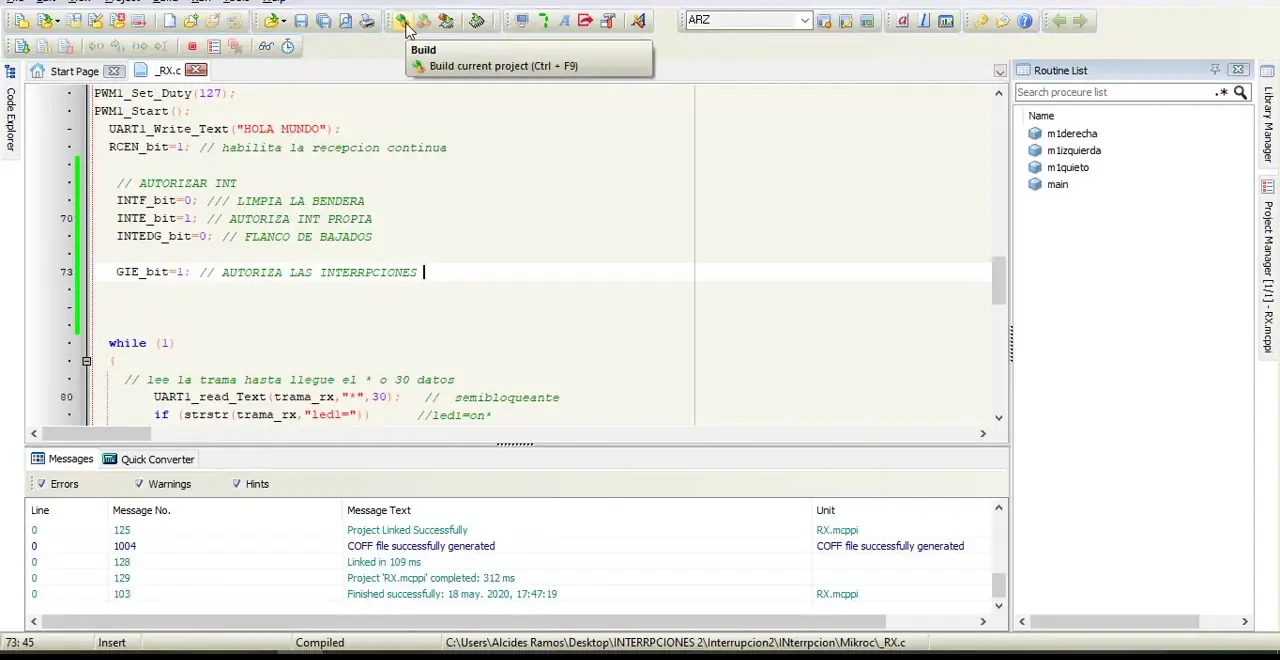 ARZ
Build
Build current project (Ctrl + F9)
Start Page
_RX.c
Routine List
Code Explorer
Library Manager
Project Manager [1/1] - RX.mcppi
Search proceure list
.*
Name
m1derecha
m1izquierda
m1quieto
main
PWM1_Set_Duty(127);
PWM1_Start();
UART1_Write_Text("HOLA MUNDO");
RCEN_bit=1; // habilita la recepcion continua
// AUTORIZAR INT
INTF_bit=0; /// LIMPIA LA BENDERA
70 INTE_bit=1; // AUTORIZA INT PROPIA
INTEDG_bit=0; // FLANCO DE BAJADOS
73 GIE_bit=1; // AUTORIZA LAS INTERRPCIONES
while (1)
{
// lee la trama hasta llegue el * o 30 datos
80 UART1_read_Text(trama_rx,"*",30); // semibloqueante
if (strstr(trama_rx,"led1=")) //led1=on*
Messages Quick Converter
Errors Warnings Hints
Line Message No. Message Text Unit
0 125 Project Linked Successfully RX.mcppi
0 1004 COFF file successfully generated COFF file successfully generated
0 128 Linked in 109 ms
0 129 Project 'RX.mcppi' completed: 312 ms
0 103 Finished successfully: 18 may. 2020, 17:47:19 RX.mcppi
73: 45 Insert Compiled C:\Users\Alcides Ramos\Desktop\INTERRPCIONES 2\Interrupcion2\INterrpcion\Mikroc\_RX.c